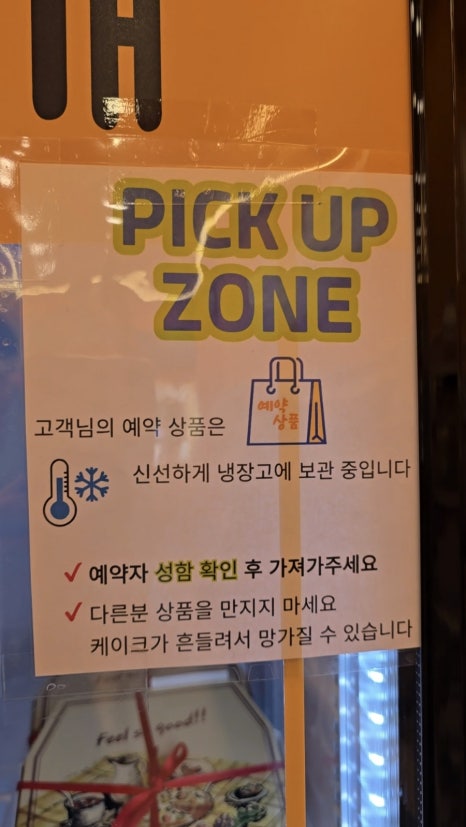 PICK UP
ZONE
예약
상품
고객님의 예약 상품은
신선하게 냉장고에 보관 중입니다
예약자 성함 확인 후 가져가주세요
다른분 상품을 만지지 마세요
케이크가 흔들려서 망가질 수 있습니다
Feel so good!!